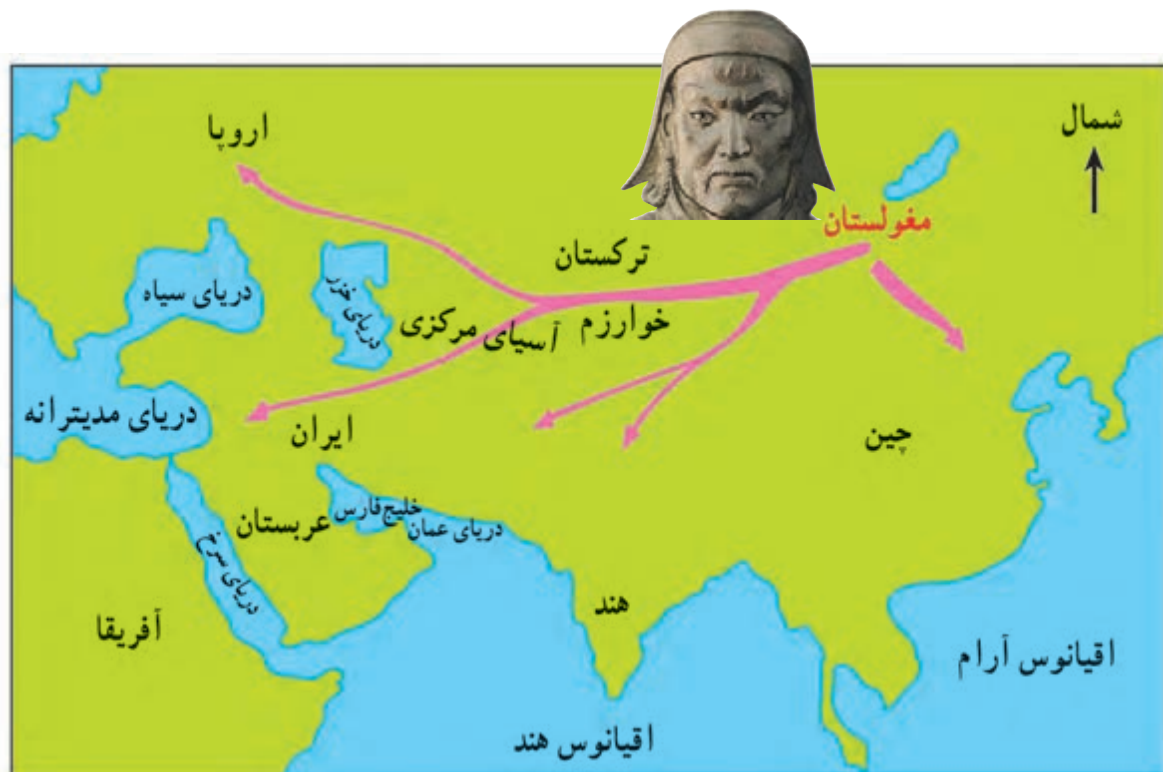 شمال
اروپا
مغولستان
ترکستان
دریای سیاه
دریای خزر
خوارزم
آسیای مرکزی
دریای مدیترانه
ایران
چین
خلیج فارس
دریای عمان
عربستان
دریای سرخ
هند
آفریقا
اقیانوس آرام
اقیانوس هند